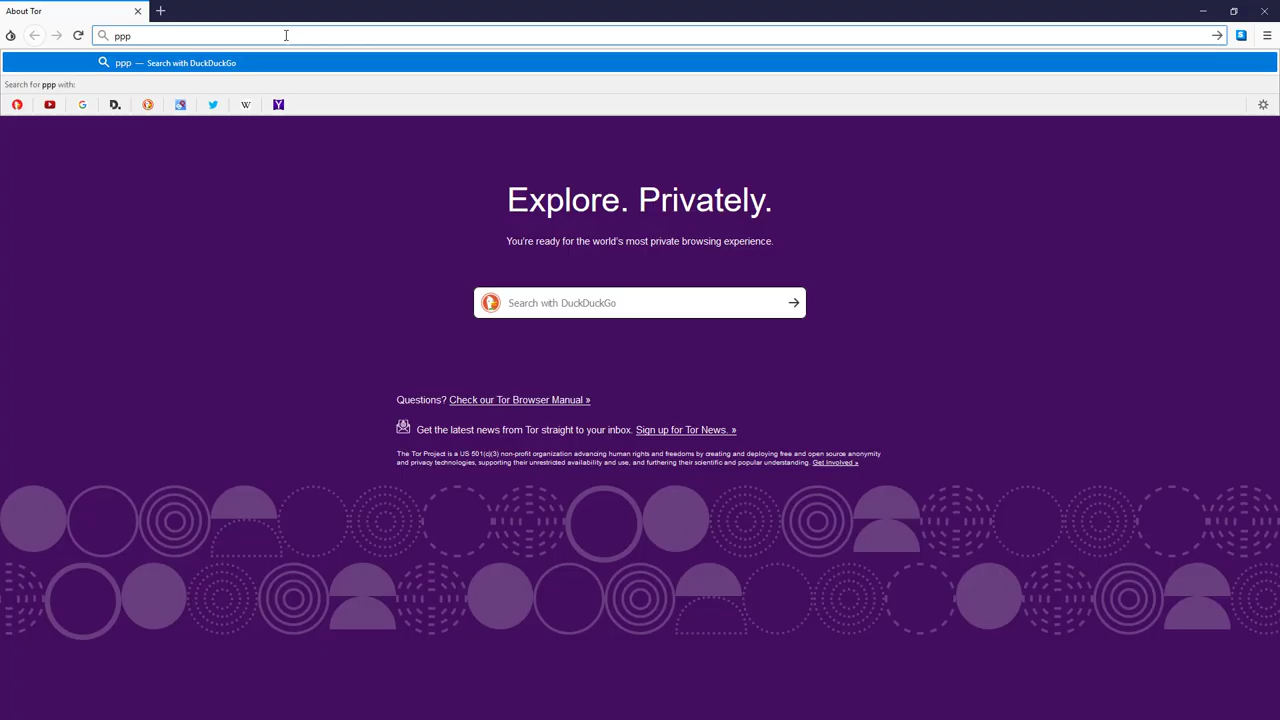 About Tor
ppp
ppp — Search with DuckDuckGo
Search for ppp with:
Explore. Privately.
You're ready for the world's most private browsing experience.
Search with DuckDuckGo
Questions? Check our Tor Browser Manual »
Get the latest news from Tor straight to your inbox. Sign up for Tor News. »
The Tor Project is a US 501(c)(3) non-profit organization advancing human rights and freedoms by creating and deploying free and open source anonymity
and privacy technologies, supporting their unrestricted availability and use, and furthering their scientific and popular understanding. Get Involved »